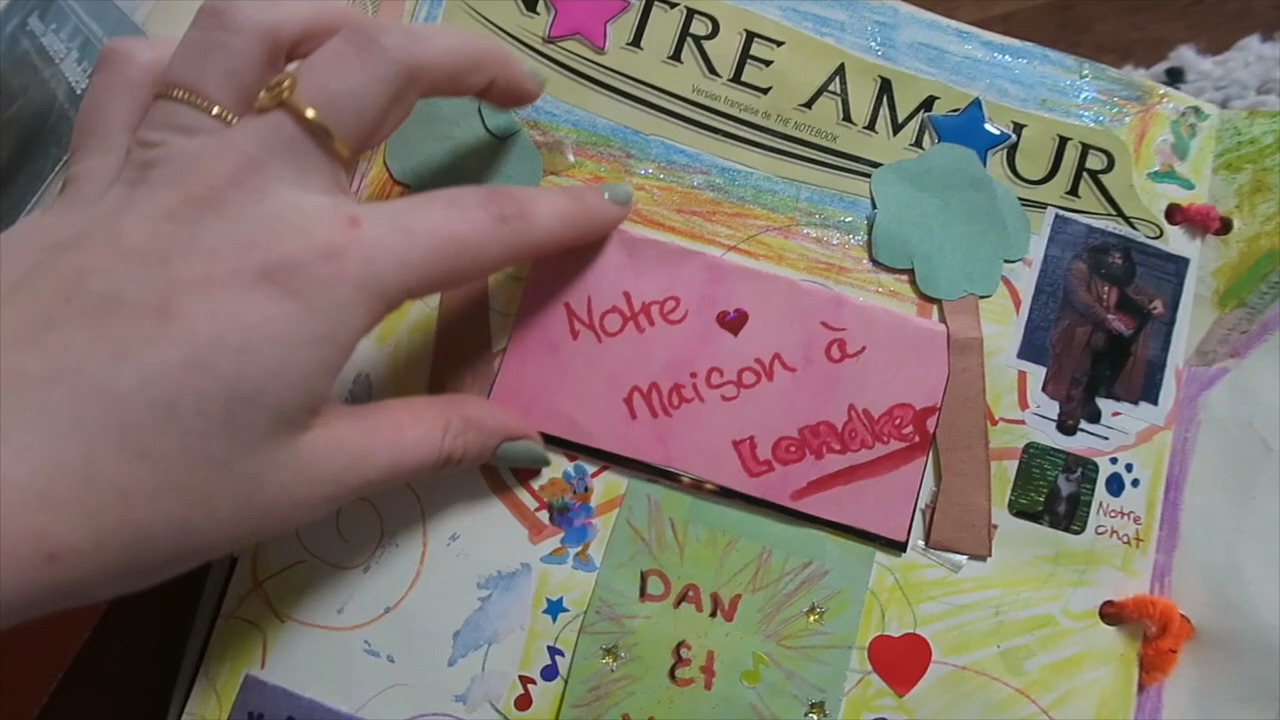 NOTRE AMOUR
Version française de THE NOTEBOOK
Notre
maison à
Londres
Notre
chat
DAN
Et